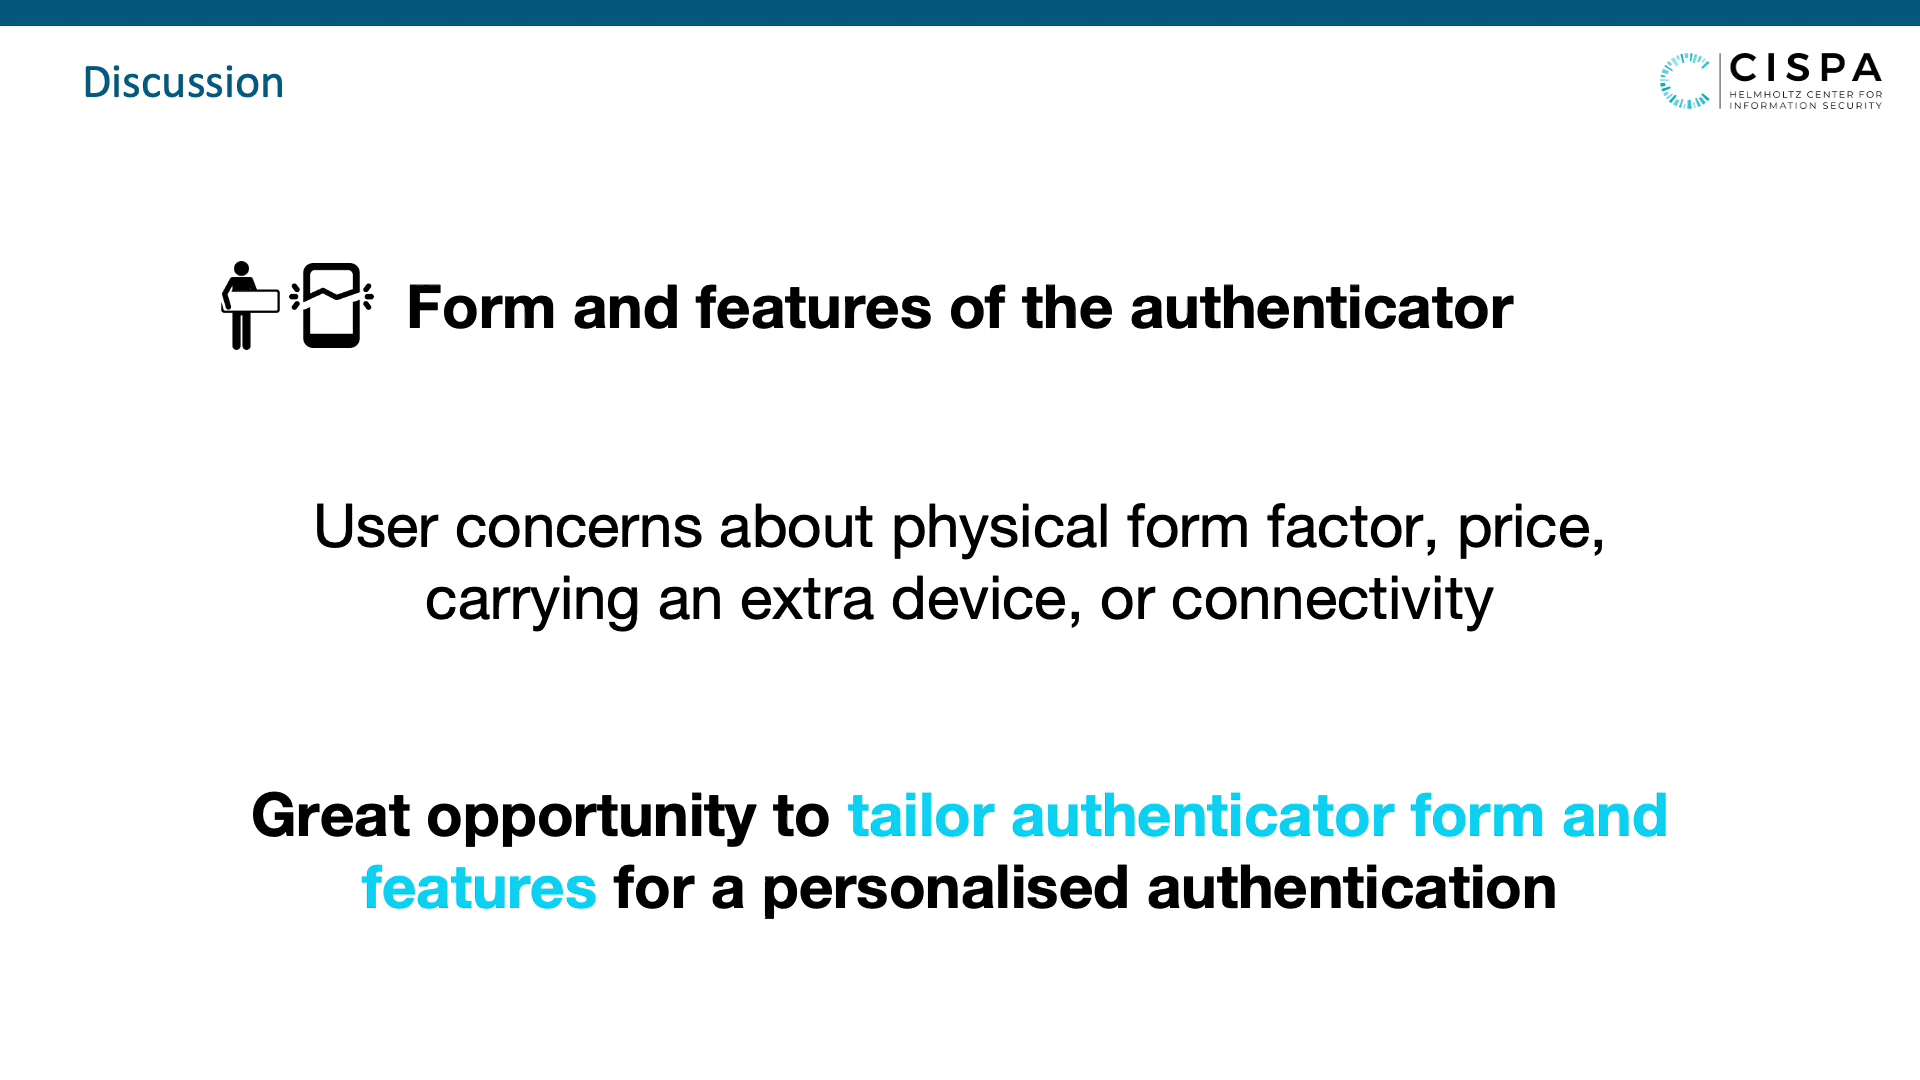 Discussion
CISPA
HELMHOLTZ CENTER FOR
INFORMATION SECURITY
Form and features of the authenticator
User concerns about physical form factor, price,
carrying an extra device, or connectivity
Great opportunity to tailor authenticator form and
features for a personalised authentication